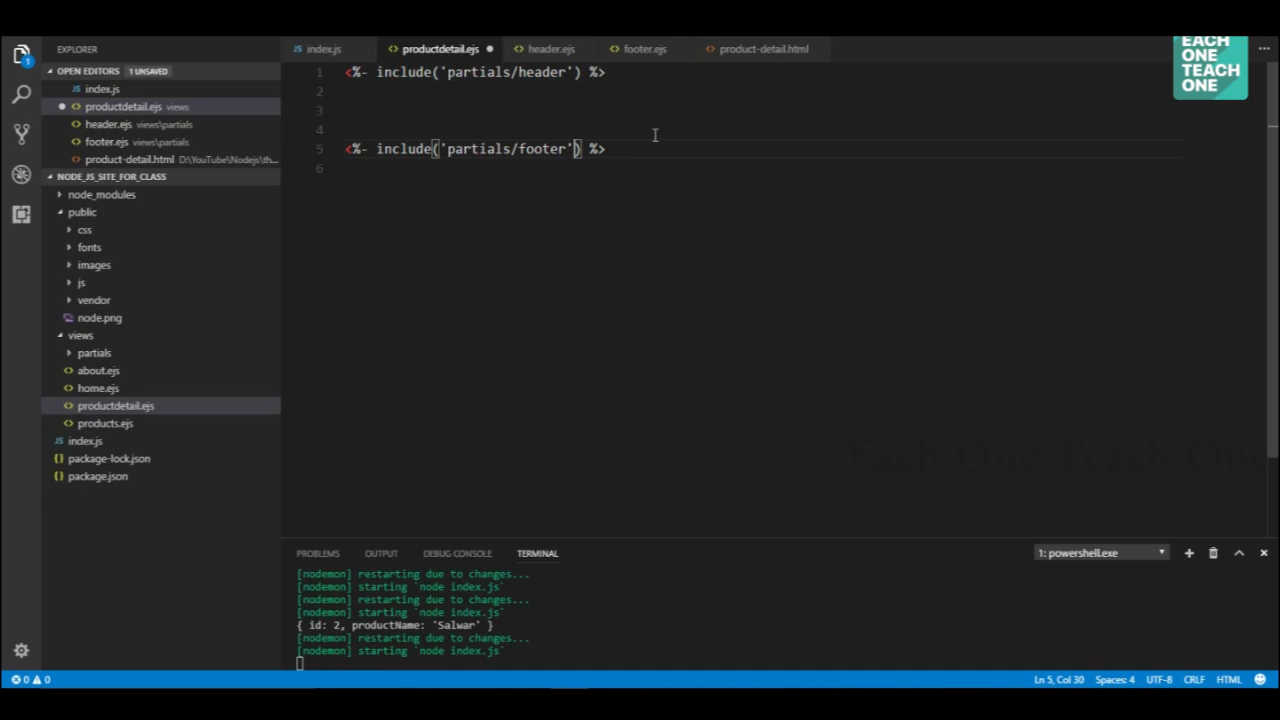 EXPLORER
index.js
productdetail.ejs
header.ejs
footer.ejs
product-detail.html
EACH
ONE
TEACH
ONE
OPEN EDITORS 1 UNSAVED
index.js
productdetail.ejs views
header.ejs views\partials
footer.ejs views\partials
product-detail.html D:\YouTube\Nodejs\th...
NODE_JS_SITE_FOR_CLASS
node_modules
public
css
fonts
images
js
vendor
node.png
views
partials
about.ejs
home.ejs
productdetail.ejs
products.ejs
index.js
package-lock.json
package.json
1 <%- include('partials/header') %>
2
3
4
5 <%- include('partials/footer') %>
6
Each One Teach One
PROBLEMS OUTPUT DEBUG CONSOLE TERMINAL
1: powershell.exe
[nodemon] restarting due to changes...
[nodemon] starting `node index.js`
[nodemon] restarting due to changes...
[nodemon] starting `node index.js`
{ id: 2, productName: 'Salwar' }
[nodemon] restarting due to changes...
[nodemon] starting `node index.js`
0 0
Ln 5, Col 30 Spaces: 4 UTF-8 CRLF HTML